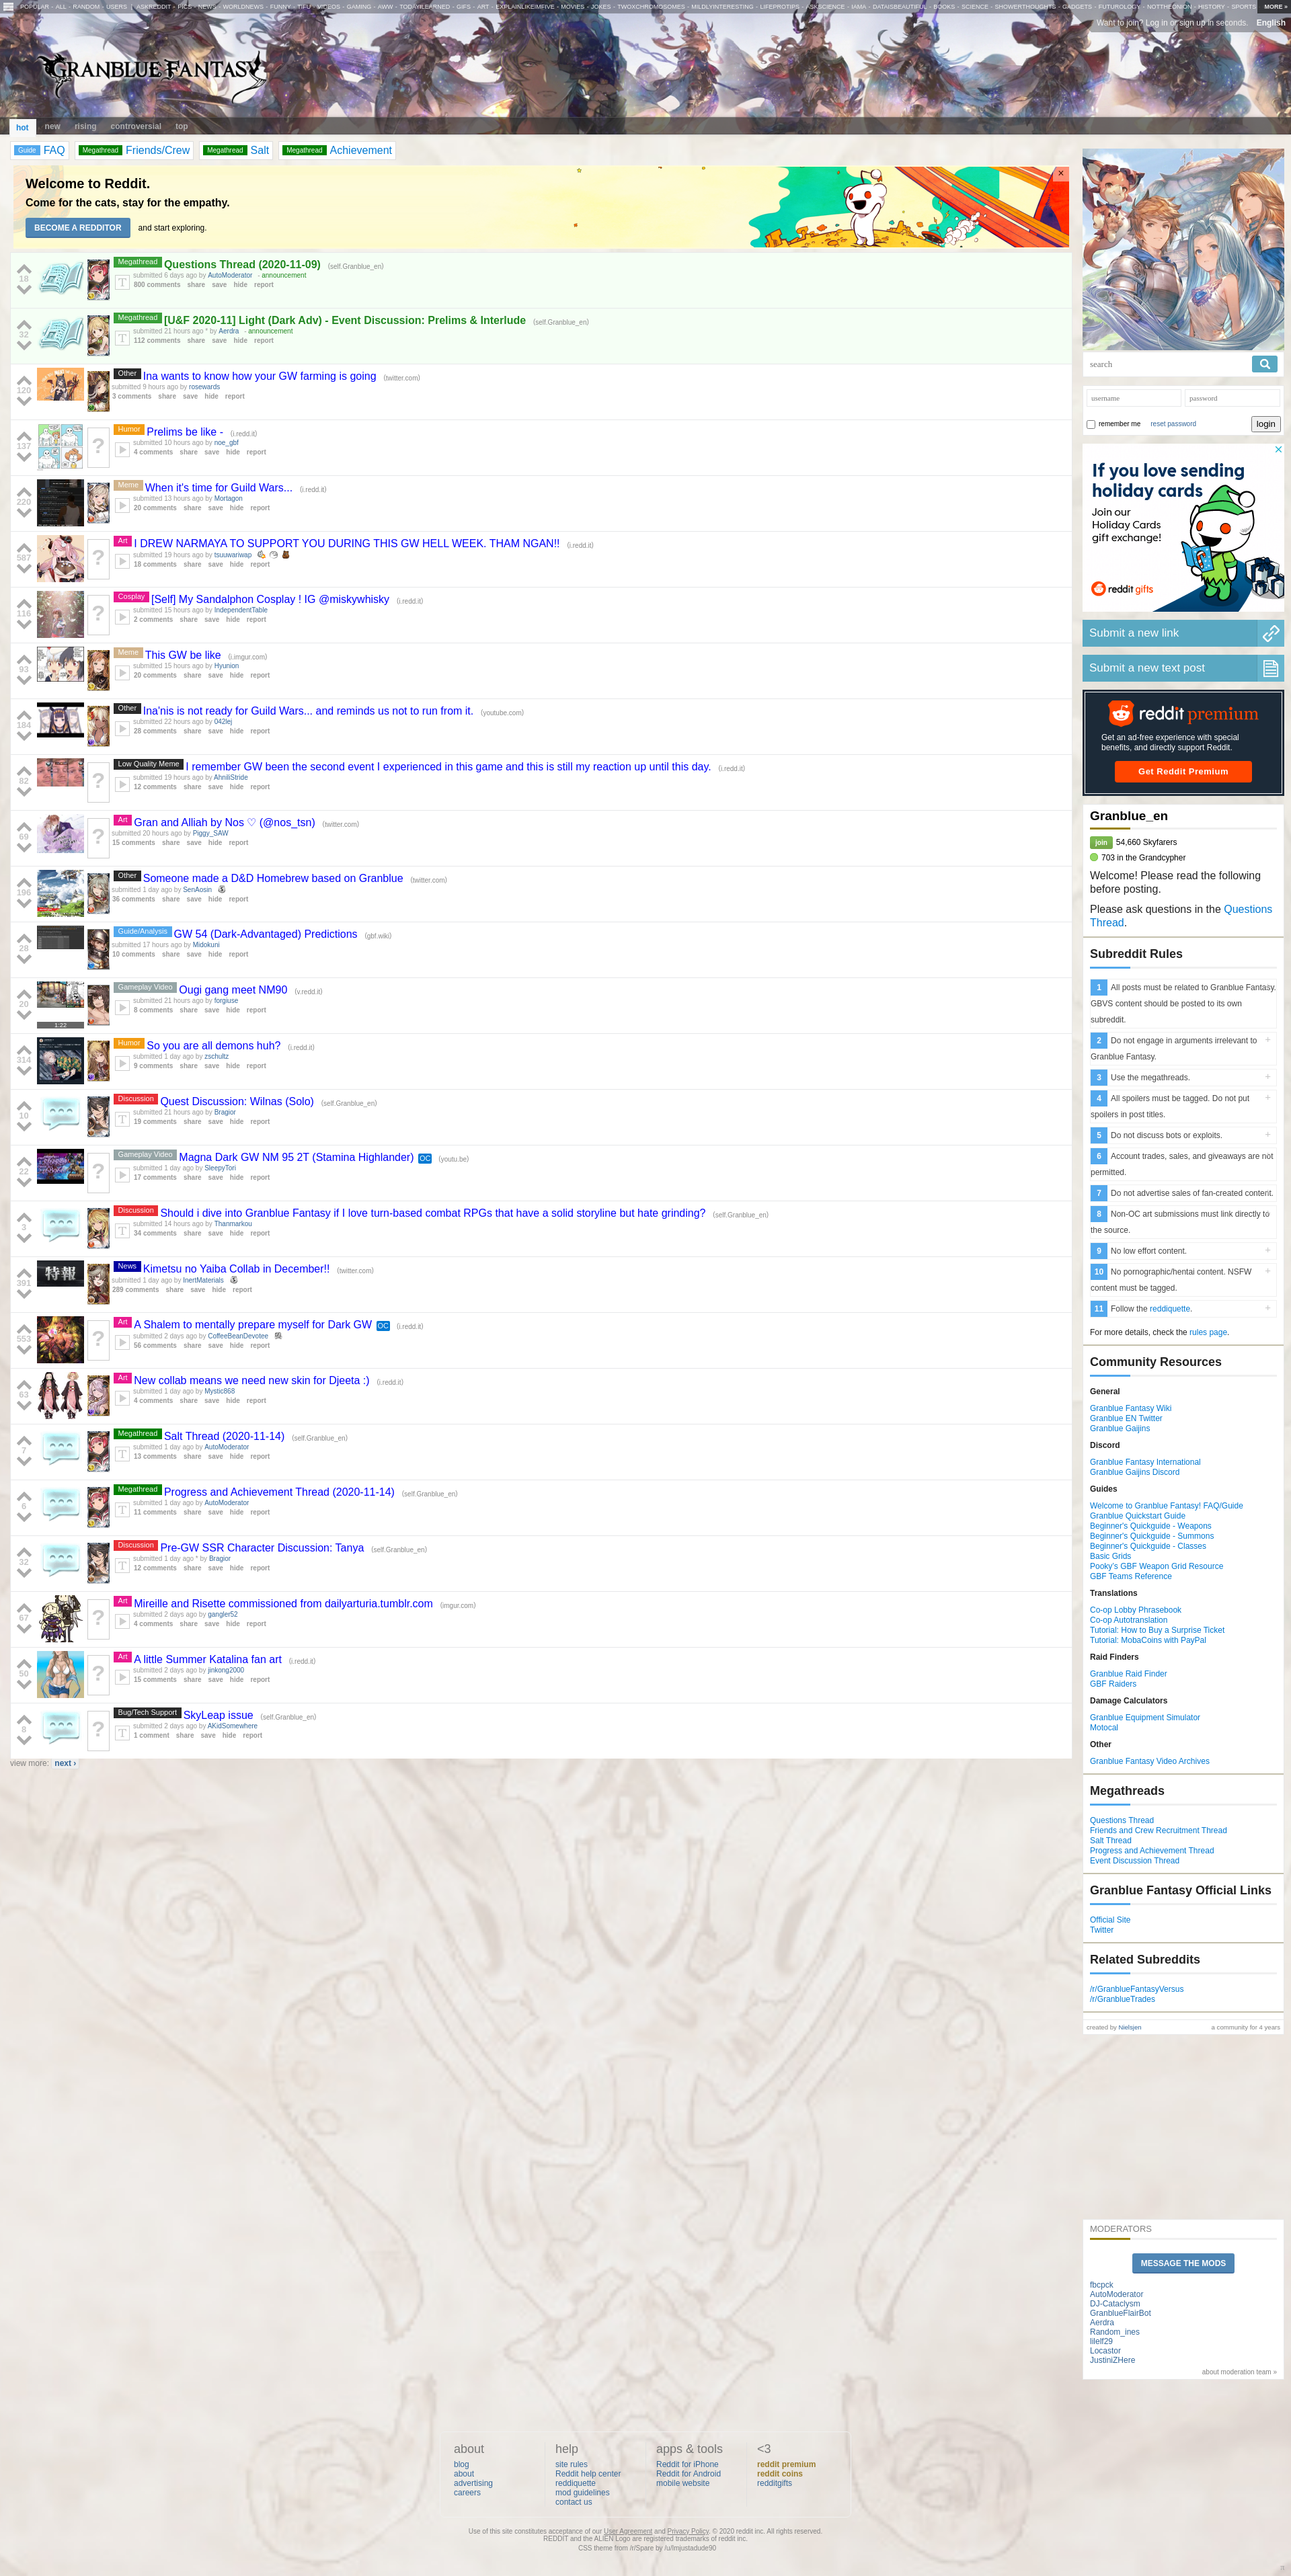 POPULAR - ALL - RANDOM - USERS | ASKREDDIT - PICS - NEWS - WORLDNEWS - FUNNY - TIFU - VIDEOS - GAMING - AWW - TODAYILEARNED - GIFS - ART - EXPLAINLIKEIMFIVE - MOVIES - JOKES - TWOXCHROMOSOMES - MILDLYINTERESTING - LIFEPROTIPS - ASKSCIENCE - IAMA - DATAISBEAUTIFUL - BOOKS - SCIENCE - SHOWERTHOUGHTS - GADGETS - FUTUROLOGY - NOTTHEONION - HISTORY - SPORTS MORE »
Want to join? Log in or sign up in seconds. English
GRANBLUE FANTASY
hot new rising controversial top
Guide FAQ Megathread Friends/Crew Megathread Salt Megathread Achievement
Welcome to Reddit.
Come for the cats, stay for the empathy.
BECOME A REDDITOR and start exploring.
Megathread Questions Thread (2020-11-09) (self.Granblue_en)
18
submitted 6 days ago by AutoModerator - announcement
800 comments share save hide report
Megathread [U&F 2020-11] Light (Dark Adv) - Event Discussion: Prelims & Interlude (self.Granblue_en)
32
submitted 21 hours ago * by Aerdra - announcement
112 comments share save hide report
Other Ina wants to know how your GW farming is going (twitter.com)
120
submitted 9 hours ago by rosewards
3 comments share save hide report
Humor Prelims be like - (i.redd.it)
137
submitted 10 hours ago by noe_gbf
4 comments share save hide report
Meme When it's time for Guild Wars... (i.redd.it)
220
submitted 13 hours ago by Mortagon
20 comments share save hide report
Art I DREW NARMAYA TO SUPPORT YOU DURING THIS GW HELL WEEK. THAM NGAN!! (i.redd.it)
587
submitted 19 hours ago by tsuuwariwap
18 comments share save hide report
Cosplay [Self] My Sandalphon Cosplay ! IG @miskywhisky (i.redd.it)
116
submitted 15 hours ago by IndependentTable
2 comments share save hide report
Meme This GW be like (i.imgur.com)
93
submitted 15 hours ago by Hyunion
20 comments share save hide report
Other Ina'nis is not ready for Guild Wars... and reminds us not to run from it. (youtube.com)
184
submitted 22 hours ago by 042lej
28 comments share save hide report
Low Quality Meme I remember GW been the second event I experienced in this game and this is still my reaction up until this day. (i.redd.it)
82
submitted 19 hours ago by AhniliStride
12 comments share save hide report
Art Gran and Alliah by Nos ♡ (@nos_tsn) (twitter.com)
69
submitted 20 hours ago by Piggy_SAW
15 comments share save hide report
Other Someone made a D&D Homebrew based on Granblue (twitter.com)
196
submitted 1 day ago by SenAosin
36 comments share save hide report
Guide/Analysis GW 54 (Dark-Advantaged) Predictions (gbf.wiki)
28
submitted 17 hours ago by Midokuni
10 comments share save hide report
Gameplay Video Ougi gang meet NM90 (v.redd.it)
20
submitted 21 hours ago by forgiuse
8 comments share save hide report
1:22
Humor So you are all demons huh? (i.redd.it)
314
submitted 1 day ago by zschultz
9 comments share save hide report
Discussion Quest Discussion: Wilnas (Solo) (self.Granblue_en)
10
submitted 21 hours ago by Bragior
19 comments share save hide report
Gameplay Video Magna Dark GW NM 95 2T (Stamina Highlander) OC (youtu.be)
22
submitted 1 day ago by SleepyTori
17 comments share save hide report
Discussion Should i dive into Granblue Fantasy if I love turn-based combat RPGs that have a solid storyline but hate grinding? (self.Granblue_en)
3
submitted 14 hours ago by Thanmarkou
34 comments share save hide report
News Kimetsu no Yaiba Collab in December!! (twitter.com)
特報
391
submitted 1 day ago by InertMaterials
289 comments share save hide report
Art A Shalem to mentally prepare myself for Dark GW OC (i.redd.it)
553
submitted 2 days ago by CoffeeBeanDevotee
56 comments share save hide report
Art New collab means we need new skin for Djeeta :) (i.redd.it)
63
submitted 1 day ago by Mystic868
4 comments share save hide report
Megathread Salt Thread (2020-11-14) (self.Granblue_en)
7
submitted 1 day ago by AutoModerator
13 comments share save hide report
Megathread Progress and Achievement Thread (2020-11-14) (self.Granblue_en)
6
submitted 1 day ago by AutoModerator
11 comments share save hide report
Discussion Pre-GW SSR Character Discussion: Tanya (self.Granblue_en)
32
submitted 1 day ago * by Bragior
12 comments share save hide report
Art Mireille and Risette commissioned from dailyarturia.tumblr.com (imgur.com)
67
submitted 2 days ago by gangler52
4 comments share save hide report
Art A little Summer Katalina fan art (i.redd.it)
50
submitted 2 days ago by jinkong2000
15 comments share save hide report
Bug/Tech Support SkyLeap issue (self.Granblue_en)
8
submitted 2 days ago by AKidSomewhere
1 comment share save hide report
view more: next ›
search
username password
remember me reset password login
If you love sending
holiday cards
Join our
Holiday Cards
gift exchange!
reddit gifts
Submit a new link
Submit a new text post
reddit premium
Get an ad-free experience with special
benefits, and directly support Reddit.
Get Reddit Premium
Granblue_en
join 54,660 Skyfarers
703 in the Grandcypher
Welcome! Please read the following
before posting.
Please ask questions in the Questions
Thread.
Subreddit Rules
1 All posts must be related to Granblue Fantasy.
GBVS content should be posted to its own
subreddit.
2 Do not engage in arguments irrelevant to
Granblue Fantasy.
3 Use the megathreads.
4 All spoilers must be tagged. Do not put
spoilers in post titles.
5 Do not discuss bots or exploits.
6 Account trades, sales, and giveaways are not
permitted.
7 Do not advertise sales of fan-created content.
8 Non-OC art submissions must link directly to
the source.
9 No low effort content.
10 No pornographic/hentai content. NSFW
content must be tagged.
11 Follow the reddiquette.
For more details, check the rules page.
Community Resources
General
Granblue Fantasy Wiki
Granblue EN Twitter
Granblue Gaijins
Discord
Granblue Fantasy International
Granblue Gaijins Discord
Guides
Welcome to Granblue Fantasy! FAQ/Guide
Granblue Quickstart Guide
Beginner's Quickguide - Weapons
Beginner's Quickguide - Summons
Beginner's Quickguide - Classes
Basic Grids
Pooky's GBF Weapon Grid Resource
GBF Teams Reference
Translations
Co-op Lobby Phrasebook
Co-op Autotranslation
Tutorial: How to Buy a Surprise Ticket
Tutorial: MobaCoins with PayPal
Raid Finders
Granblue Raid Finder
GBF Raiders
Damage Calculators
Granblue Equipment Simulator
Motocal
Other
Granblue Fantasy Video Archives
Megathreads
Questions Thread
Friends and Crew Recruitment Thread
Salt Thread
Progress and Achievement Thread
Event Discussion Thread
Granblue Fantasy Official Links
Official Site
Twitter
Related Subreddits
/r/GranblueFantasyVersus
/r/GranblueTrades
created by Nielsjen a community for 4 years
MODERATORS
MESSAGE THE MODS
fbcpck
AutoModerator
DJ-Cataclysm
GranblueFlairBot
Aerdra
Random_ines
lilelf29
Locastor
JustiniZHere
about moderation team »
about
blog
about
advertising
careers
help
site rules
Reddit help center
reddiquette
mod guidelines
contact us
apps & tools
Reddit for iPhone
Reddit for Android
mobile website
<3
reddit premium
reddit coins
redditgifts
Use of this site constitutes acceptance of our User Agreement and Privacy Policy. © 2020 reddit inc. All rights reserved.
REDDIT and the ALIEN Logo are registered trademarks of reddit inc.
CSS theme from /r/Spare by /u/Imjustadude90